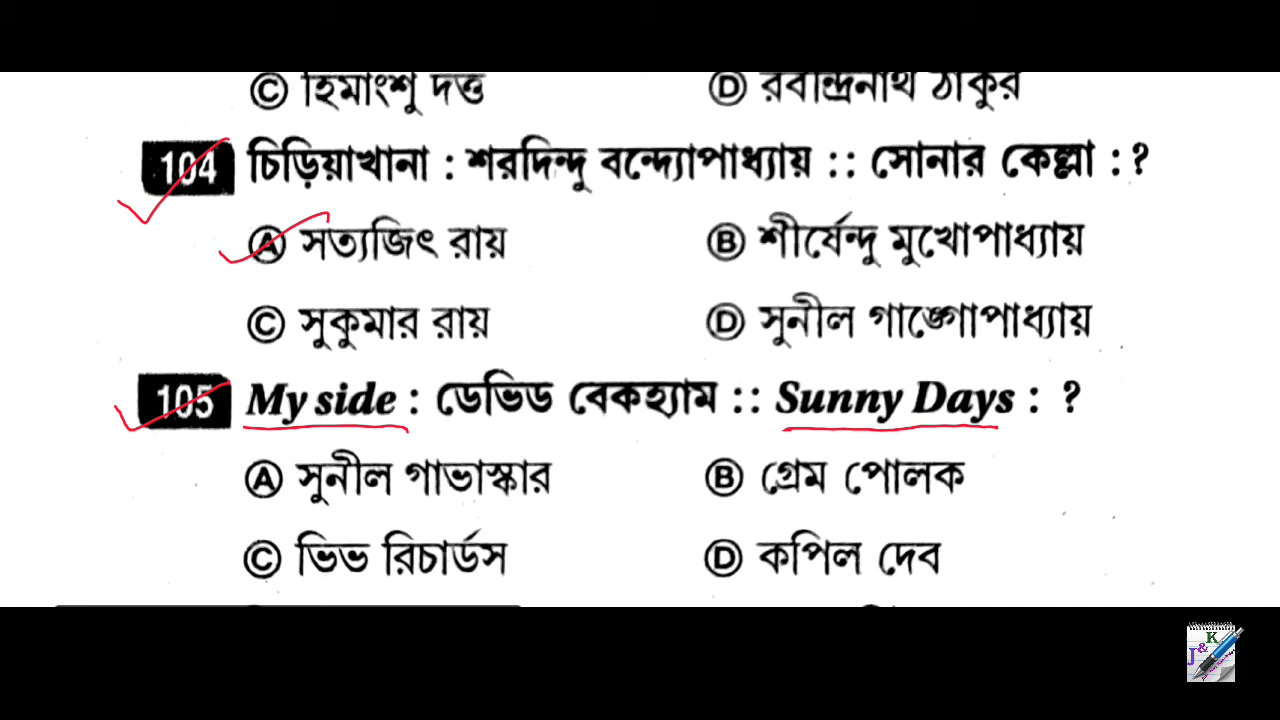 Ⓒ হিমাংশু দত্ত Ⓓ রবীন্দ্রনাথ ঠাকুর
104 চিড়িয়াখানা : শরদিন্দু বন্দ্যোপাধ্যায় :: সোনার কেল্লা : ?
Ⓐ সত্যজিৎ রায় Ⓑ শীর্ষেন্দু মুখোপাধ্যায়
Ⓒ সুকুমার রায় Ⓓ সুনীল গাঙ্গোপাধ্যায়
105 My side : ডেভিড বেকহ্যাম :: Sunny Days : ?
Ⓐ সুনীল গাভাস্কার Ⓑ গ্রেম পোলক
Ⓒ ভিভ রিচার্ডস Ⓓ কপিল দেব
J&K